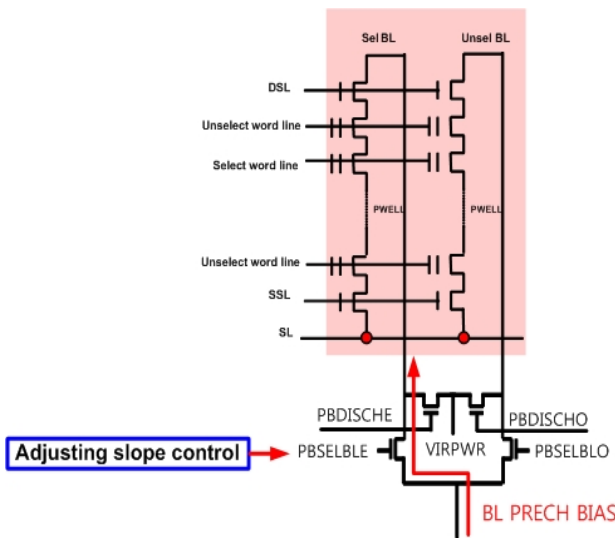 Sel BL
Unsel BL
DSL
Unselect word line
Select word line
PWELL
PWELL
Unselect word line
SSL
SL
PBDISCHE
PBDISCHO
Adjusting slope control
PBSELBLE
VIRPWR
PBSELBLO
BL PRECH BIAS